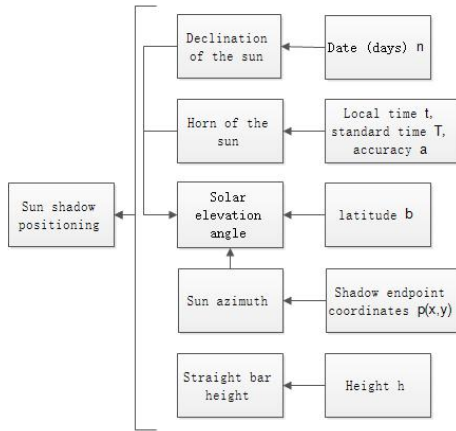 Declination
of the sun
Date (days) n
Horn of the
sun
Local time t,
standard time T,
accuracy a
Sun shadow
positioning
Solar
elevation
angle
latitude b
Sun azimuth
Shadow endpoint
coordinates p(x,y)
Straight bar
height
Height h